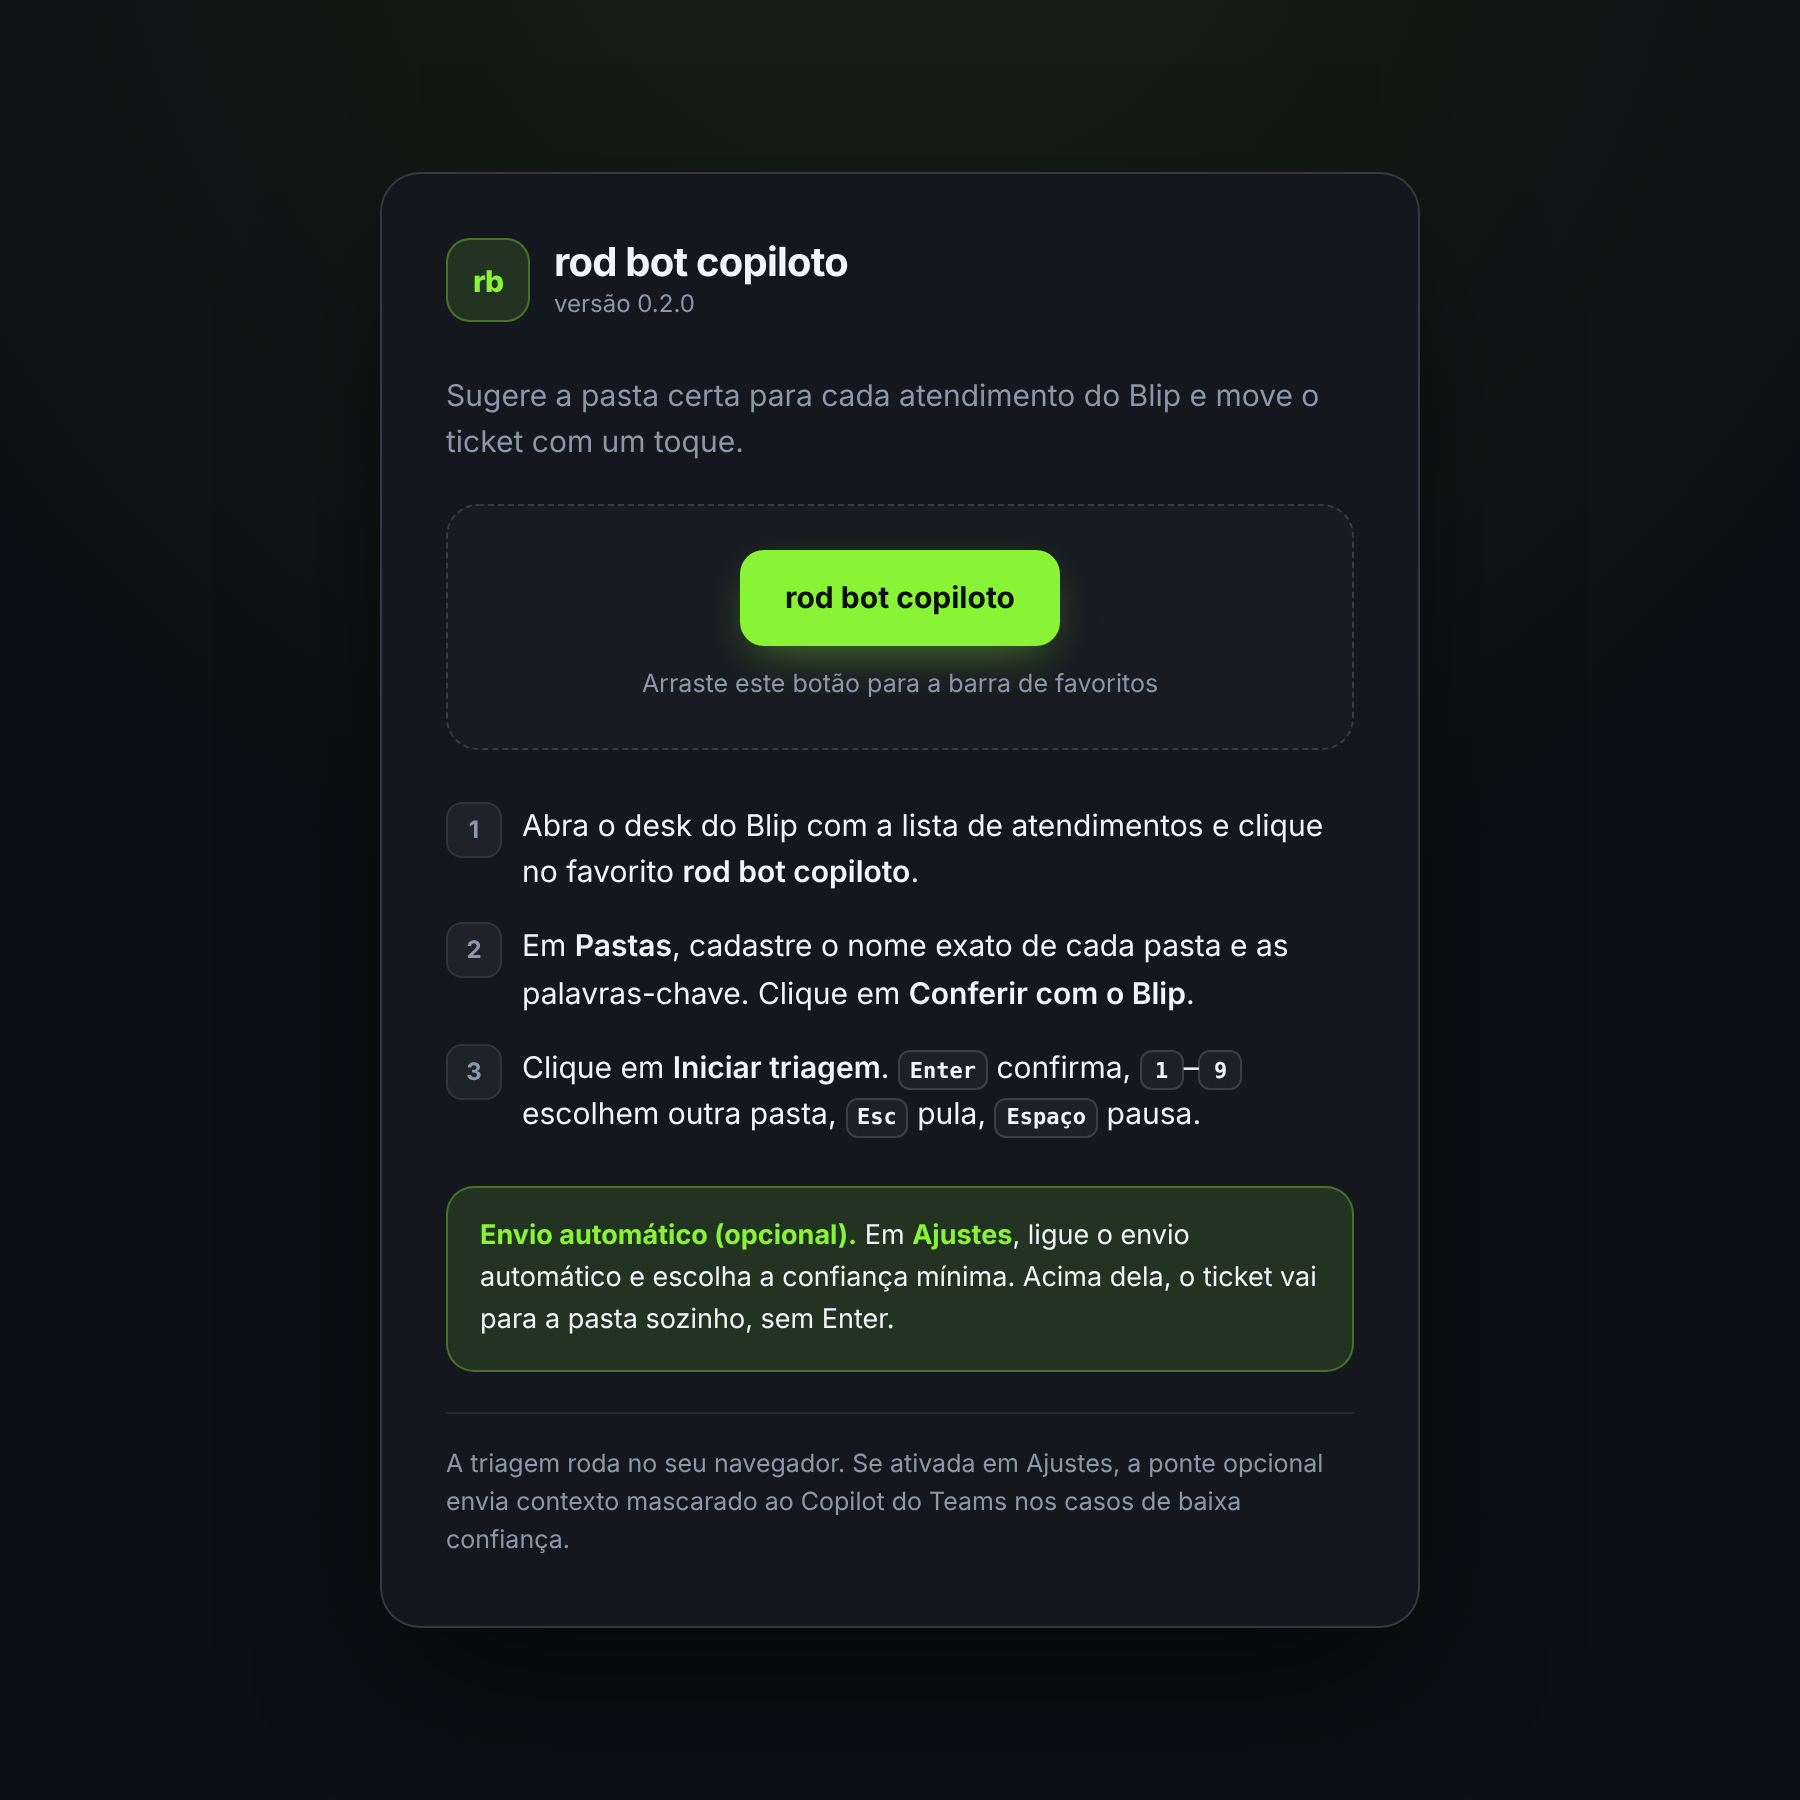 rb
rod bot copiloto
versão 0.2.0
Sugere a pasta certa para cada atendimento do Blip e move o
ticket com um toque.
rod bot copiloto
Arraste este botão para a barra de favoritos
1
Abra o desk do Blip com a lista de atendimentos e clique
no favorito rod bot copiloto.
2
Em Pastas, cadastre o nome exato de cada pasta e as
palavras-chave. Clique em Conferir com o Blip.
3
Clique em Iniciar triagem. Enter confirma, 1–9
escolhem outra pasta, Esc pula, Espaço pausa.
Envio automático (opcional). Em Ajustes, ligue o envio
automático e escolha a confiança mínima. Acima dela, o ticket vai
para a pasta sozinho, sem Enter.
A triagem roda no seu navegador. Se ativada em Ajustes, a ponte opcional
envia contexto mascarado ao Copilot do Teams nos casos de baixa
confiança.